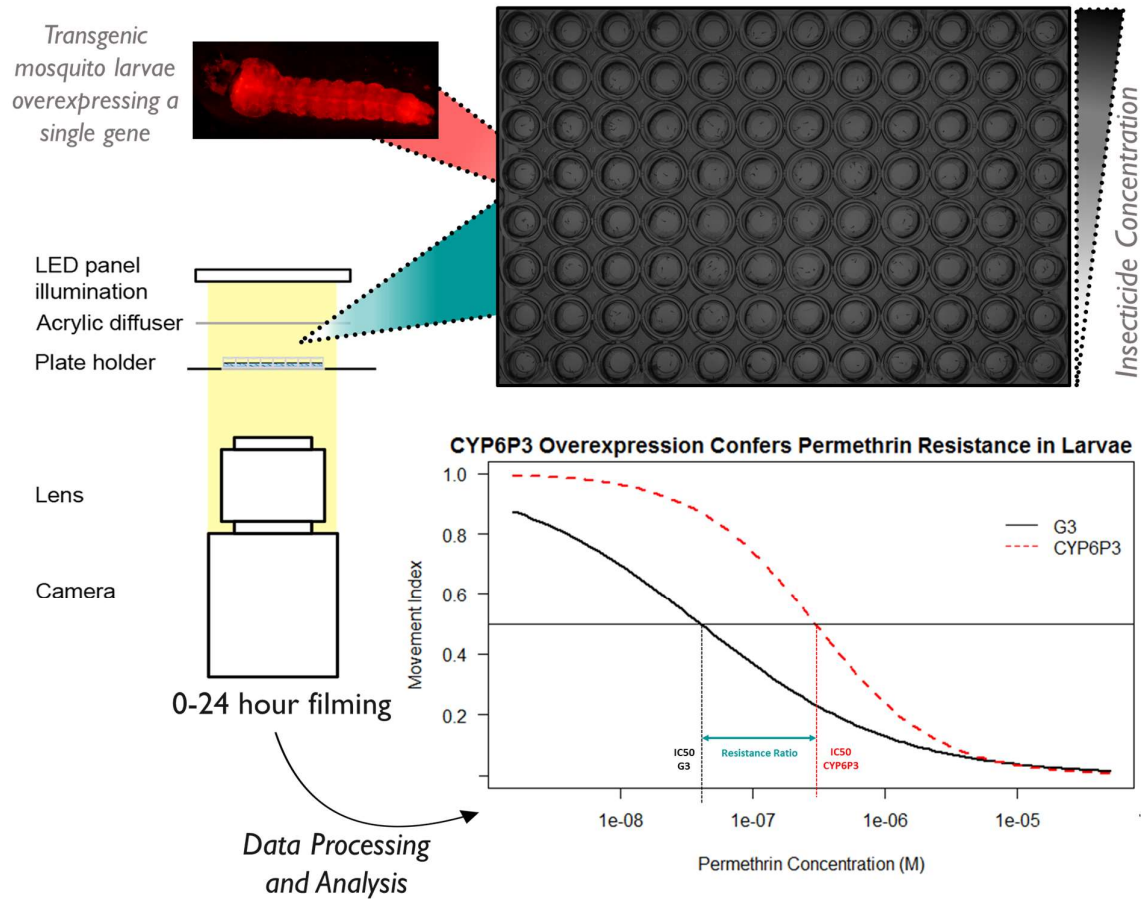 Transgenic
mosquito larvae
overexpressing a
single gene
Insecticide Concentration
LED panel
illumination
Acrylic diffuser
Plate holder
Lens
Camera
0-24 hour filming
Data Processing
and Analysis
CYP6P3 Overexpression Confers Permethrin Resistance in Larvae
Movement Index
1.0
0.8
0.6
0.4
0.2
G3
CYP6P3
IC50
G3
Resistance Ratio
IC50
CYP6P3
1e-08
1e-07
1e-06
1e-05
Permethrin Concentration (M)